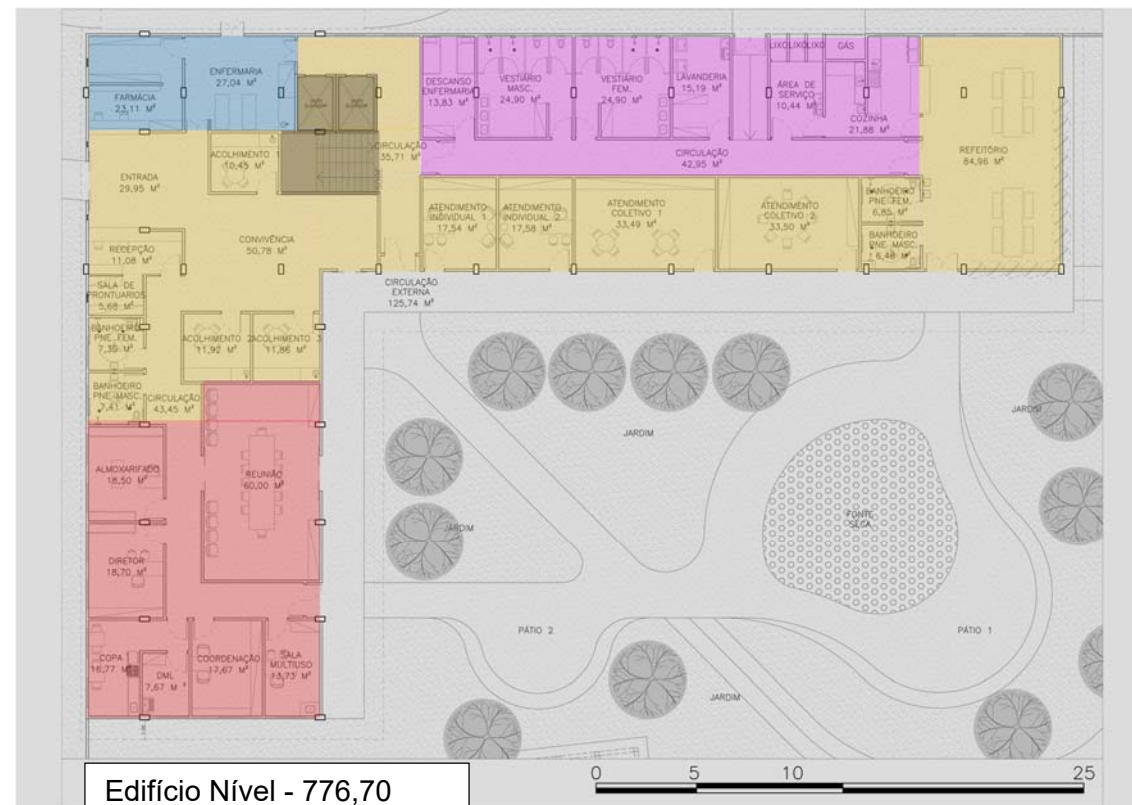 LIXO LIXO LIXO
GÁS
ENFERMARIA
27,04 M²
FARMÁCIA
23,11 M²
DESCANSO
ENFERMARIA
13,83 M²
VESTIÁRIO
MASC.
24,90 M²
VESTIÁRIO
FEM.
24,90 M²
LAVANDERIA
15,19 M²
ÁREA DE
SERVIÇO
10,44 M²
COZINHA
21,88 M²
CIRCULAÇÃO
35,71 M²
CIRCULAÇÃO
42,95 M²
REFEITÓRIO
84,96 M²
ACOLHIMENTO 1
10,45 M²
ENTRADA
29,95 M²
ATENDIMENTO
INDIVIDUAL 1
17,54 M²
ATENDIMENTO
INDIVIDUAL 2
17,58 M²
ATENDIMENTO
COLETIVO 1
33,49 M²
ATENDIMENTO
COLETIVO 2
33,50 M²
BANHOEIRO
PNE FEM.
6,85 M²
BANHOEIRO
PNE MASC.
6,48 M²
CONVIVÊNCIA
50,78 M²
RECEPÇÃO
11,08 M²
SALA DE
PRONTUARIOS
5,68 M²
CIRCULAÇÃO
EXTERNA
125,74 M²
BANHOEIRO
PNE. FEM.
7,35 M²
ACOLHIMENTO 2
11,92 M²
ACOLHIMENTO 3
11,86 M²
BANHOEIRO
PNE MASC.
7,41 M²
CIRCULAÇÃO
43,45 M²
JARDIM
JARDIM
ALMOXARIFADO
18,50 M²
REUNIÃO
60,00 M²
JARDIM
FONTE
SECA
DIRETOR
18,70 M²
PÁTIO 2
PÁTIO 1
COPA
16,77 M²
DML
7,67 M²
COORDENAÇÃO
17,67 M²
SALA
MULTIUSO
13,73 M²
JARDIM
Edifício Nível - 776,70
0 5 10 25